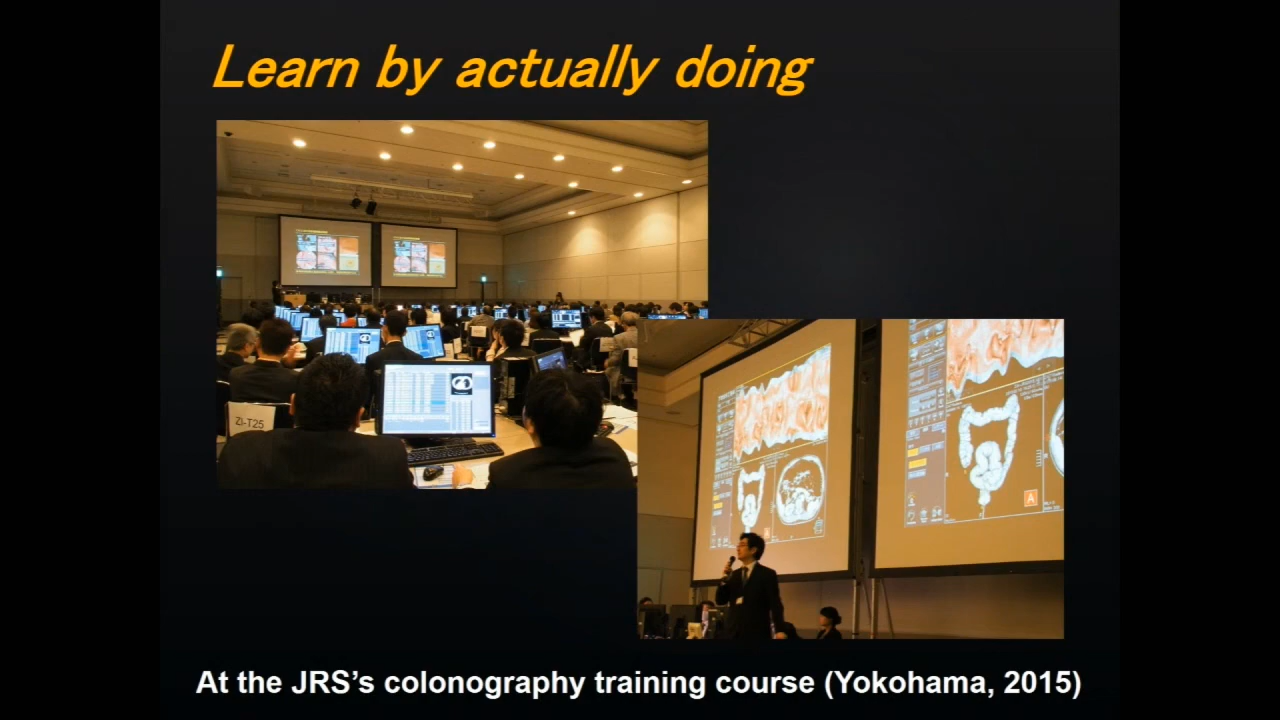 Learn by actually doing
Zi-T25
A
A
At the JRS’s colonography training course (Yokohama, 2015)